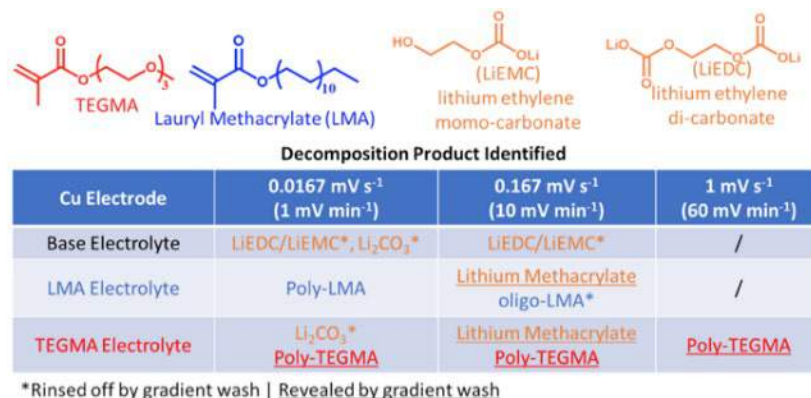 O
O
O
3
TEGMA
O
O
10
Lauryl Methacrylate (LMA)
HO
O
O
OLi
(LiEMC)
lithium ethylene
momo-carbonate
LiO
O
O
O
O
OLi
(LiEDC)
lithium ethylene
di-carbonate
Decomposition Product Identified
Cu Electrode
0.0167 mV s⁻¹
(1 mV min⁻¹)
0.167 mV s⁻¹
(10 mV min⁻¹)
1 mV s⁻¹
(60 mV min⁻¹)
Base Electrolyte
LiEDC/LiEMC*, Li₂CO₃*
LiEDC/LiEMC*
/
LMA Electrolyte
Poly-LMA
Lithium Methacrylate
oligo-LMA*
/
TEGMA Electrolyte
Li₂CO₃*
Poly-TEGMA
Lithium Methacrylate
Poly-TEGMA
Poly-TEGMA
*Rinsed off by gradient wash | Revealed by gradient wash